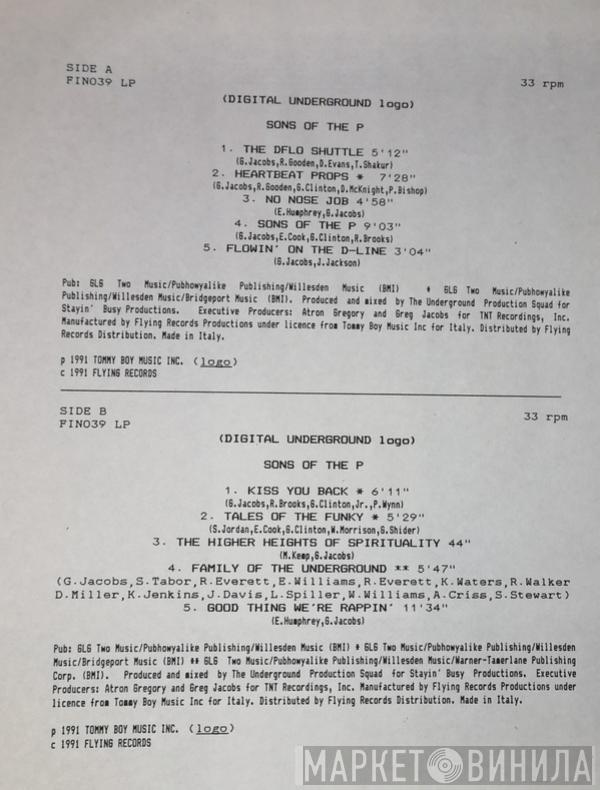 SIDE A
FIN039 LP
33 rpm
(DIGITAL UNDERGROUND logo)
SONS OF THE P
1. THE DFLO SHUTTLE 5'12"
(G.Jacobs,R.Gooden,D.Evans,T.Shakur)
2. HEARTBEAT PROPS * 7'28"
(G.Jacobs,R.Gooden,G.Clinton,D.McKnight,P.Bishop)
3. NO NOSE JOB 4'58"
(E.Humphrey,G.Jacobs)
4. SONS OF THE P 9'03"
(G.Jacobs,E.Cook,G.Clinton,R.Brooks)
5. FLOWIN' ON THE D-LINE 3'04"
(G.Jacobs,J.Jackson)
Pub: GLG Two Music/Pubhowyalike Publishing/Willesden Music (BMI) * GLG Two Music/Pubhowyalike
Publishing/Willesden Music/Bridgeport Music (BMI). Produced and mixed by The Underground Production Squad for
Stayin' Busy Productions. Executive Producers: Atron Gregory and Greg Jacobs for TNT Recordings, Inc.
Manufactured by Flying Records Productions under licence from Tommy Boy Music Inc for Italy. Distributed by Flying
Records Distribution. Made in Italy.
p 1991 TOMMY BOY MUSIC INC. (logo)
c 1991 FLYING RECORDS
SIDE B
FIN039 LP
33 rpm
(DIGITAL UNDERGROUND logo)
SONS OF THE P
1. KISS YOU BACK * 6'11"
(G.Jacobs,R.Brooks,G.Clinton,Jr.,P.Wynn)
2. TALES OF THE FUNKY * 5'29"
(S.Jordan,E.Cook,G.Clinton,W.Morrison,G.Shider)
3. THE HIGHER HEIGHTS OF SPIRITUALITY 44"
(M.Kemp,G.Jacobs)
4. FAMILY OF THE UNDERGROUND ** 5'47"
(G.Jacobs,S.Tabor,R.Everett,E.Williams,R.Everett,K.Waters,R.Walker
D.Miller,K.Jenkins,J.Davis,L.Spiller,W.Williams,A.Criss,S.Stewart)
5. GOOD THING WE'RE RAPPIN' 11'34"
(E.Humphrey,G.Jacobs)
Pub: GLG Two Music/Pubhowyalike Publishing/Willesden Music (BMI) * GLG Two Music/Pubhowyalike Publishing/Willesden
Music/Bridgeport Music (BMI) ** GLG Two Music/Pubhowyalike Publishing/Willesden Music/Warner-Tamerlane Publishing
Corp. (BMI). Produced and mixed by The Underground Production Squad for Stayin' Busy Productions. Executive
Producers: Atron Gregory and Greg Jacobs for TNT Recordings, Inc. Manufactured by Flying Records Productions under
licence from Tommy Boy Music Inc for Italy. Distributed by Flying Records Distribution. Made in Italy.
p 1991 TOMMY BOY MUSIC INC. (logo)
c 1991 FLYING RECORDS
МАРКЕТ ВИНИЛА